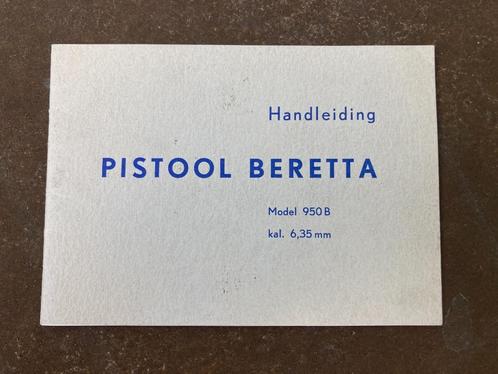 Handleiding
PISTOOL BERETTA
Model 950 B
kal. 6,35 mm